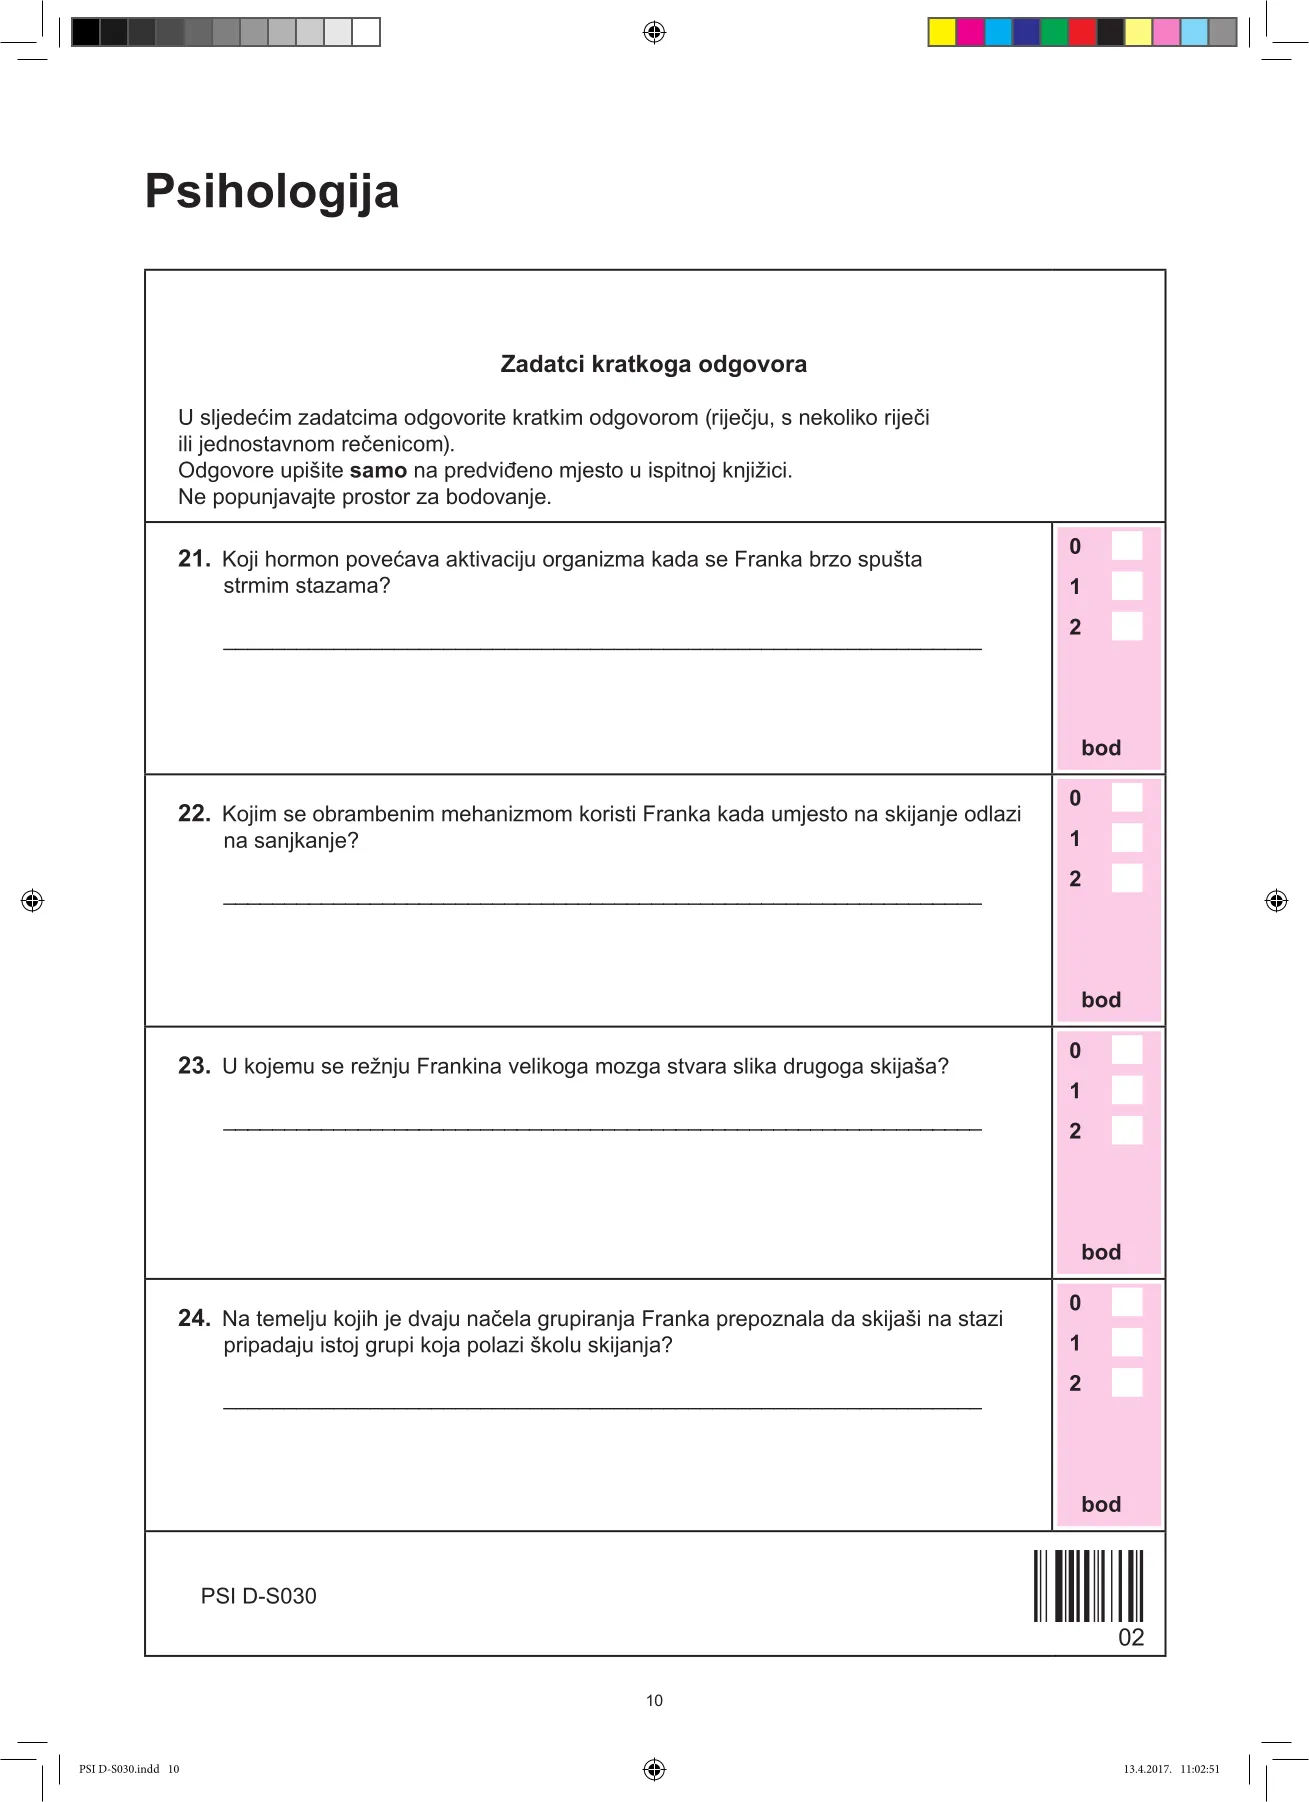 Psihologija
Zadatci kratkoga odgovora
U sljedećim zadatcima odgovorite kratkim odgovorom (riječju, s nekoliko riječi
ili jednostavnom rečenicom).
Odgovore upišite samo na predviđeno mjesto u ispitnoj knjižici.
Ne popunjavajte prostor za bodovanje.
21. Koji hormon povećava aktivaciju organizma kada se Franka brzo spušta
strmim stazama?
0
1
2
bod
22. Kojim se obrambenim mehanizmom koristi Franka kada umjesto na skijanje odlazi
na sanjkanje?
0
1
2
bod
23. U kojemu se režnju Frankina velikoga mozga stvara slika drugoga skijaša?
0
1
2
bod
24. Na temelju kojih je dvaju načela grupiranja Franka prepoznala da skijaši na stazi
pripadaju istoj grupi koja polazi školu skijanja?
0
1
2
bod
PSI D-S030
02
10
PSI D-S030.indd 10
13.4.2017. 11:02:51